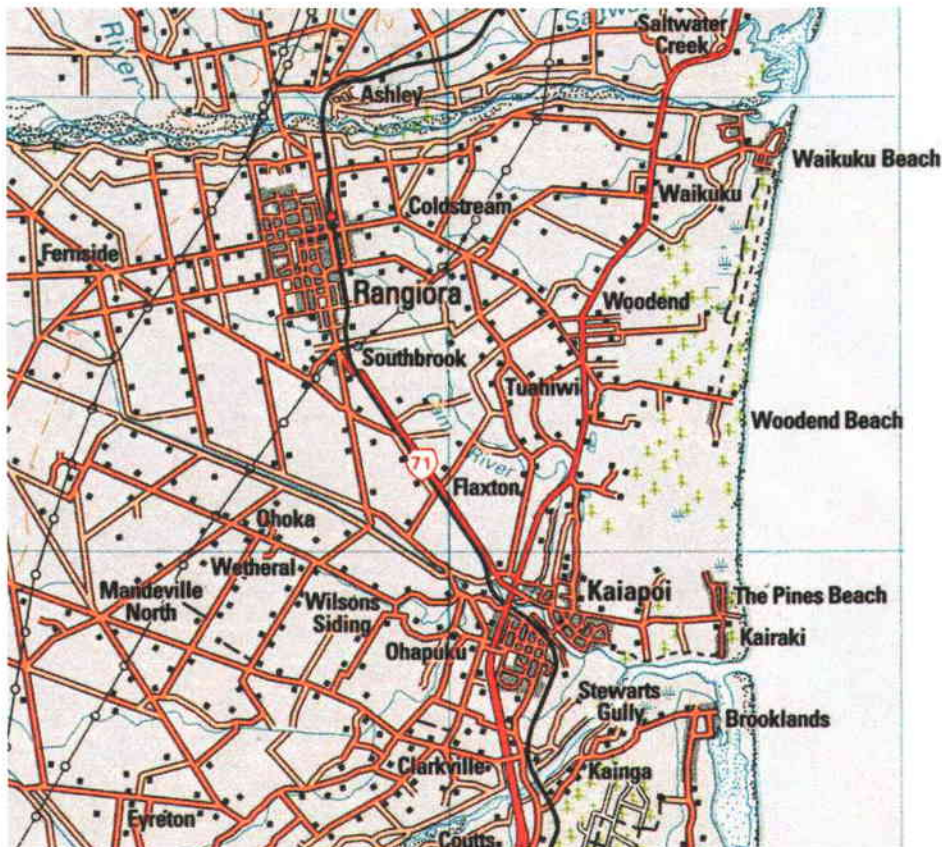 River
Saltwater
Creek
Ashley
Waikuku Beach
Waikuku
Coldstream
Fernside
Rangiora
Woodend
Southbrook
Tuahiwi
Cam
River
Woodend Beach
71
Flaxton
Ohoka
Wetheral
Mandeville
North
Wilsons
Siding
Kaiapoi
The Pines Beach
Kairaki
Ohapuku
Stewarts
Gully
Brooklands
Clarkville
Kainga
Eyreton
Coutts